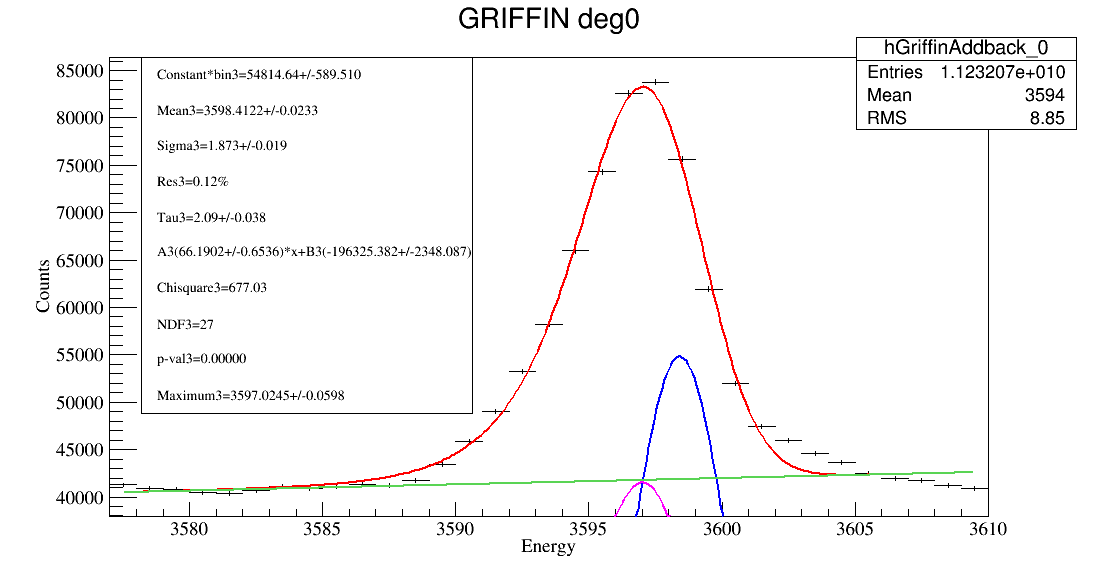 GRIFFIN deg0
hGriffinAddback_0
Entries 1.123207e+010
Mean 3594
RMS 8.85
Constant*bin3=54814.64+/-589.510
Mean3=3598.4122+/-0.0233
Sigma3=1.873+/-0.019
Res3=0.12%
Tau3=2.09+/-0.038
A3(66.1902+/-0.6536)*x+B3(-196325.382+/-2348.087)
Chisquare3=677.03
NDF3=27
p-val3=0.00000
Maximum3=3597.0245+/-0.0598
85000
80000
75000
70000
65000
60000
55000
50000
45000
40000
Counts
3580 3585 3590 3595 3600 3605 3610
Energy